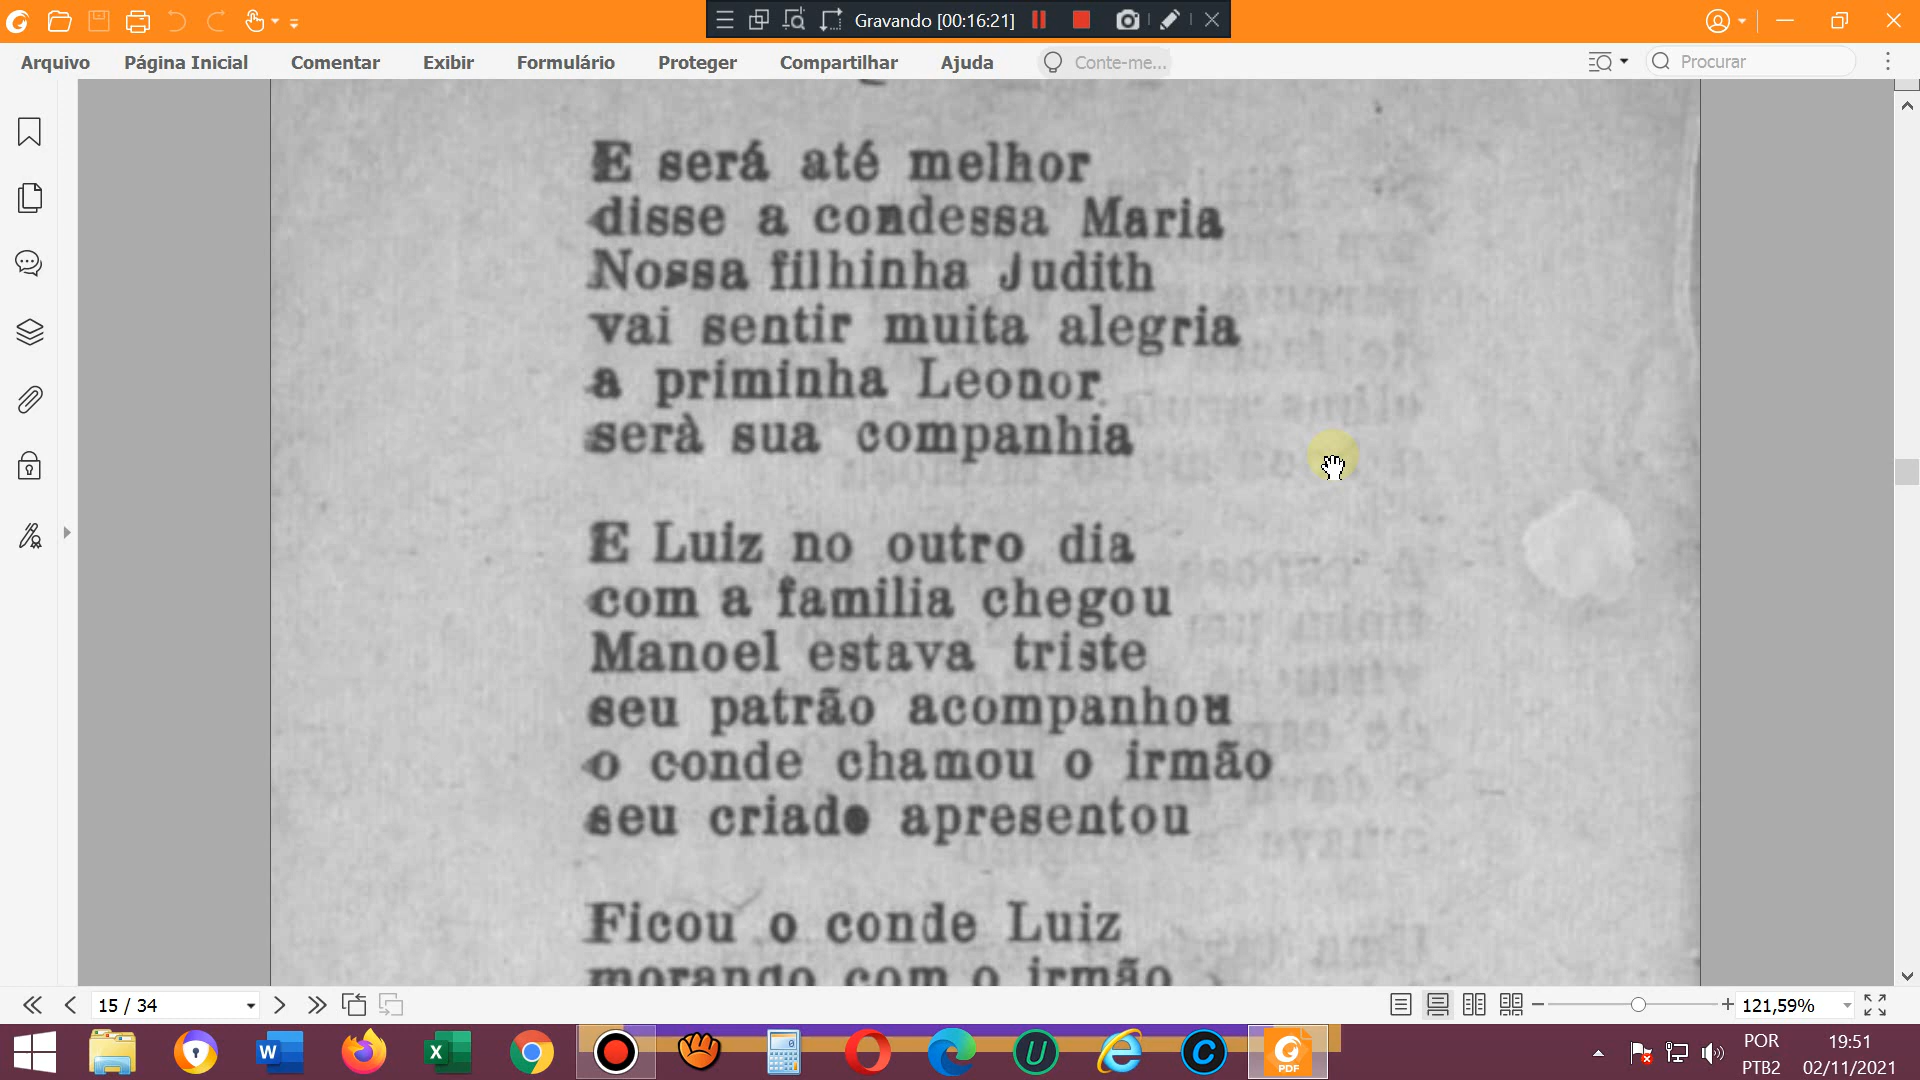 Gravando [00:16:21]
Arquivo Página Inicial Comentar Exibir Formulário Proteger Compartilhar Ajuda Conte-me... Procurar
E será até melhor
disse a condessa Maria
Nossa filhinha Judith
vai sentir muita alegria
a priminha Leonor
serà sua companhia
E Luiz no outro dia
com a familia chegou
Manoel estava triste
seu patrão acompanhou
o conde chamou o irmão
seu criado apresentou
Ficou o conde Luiz
morando com o irmão
15 / 34
121,59%
POR 19:51
PTB2 02/11/2021